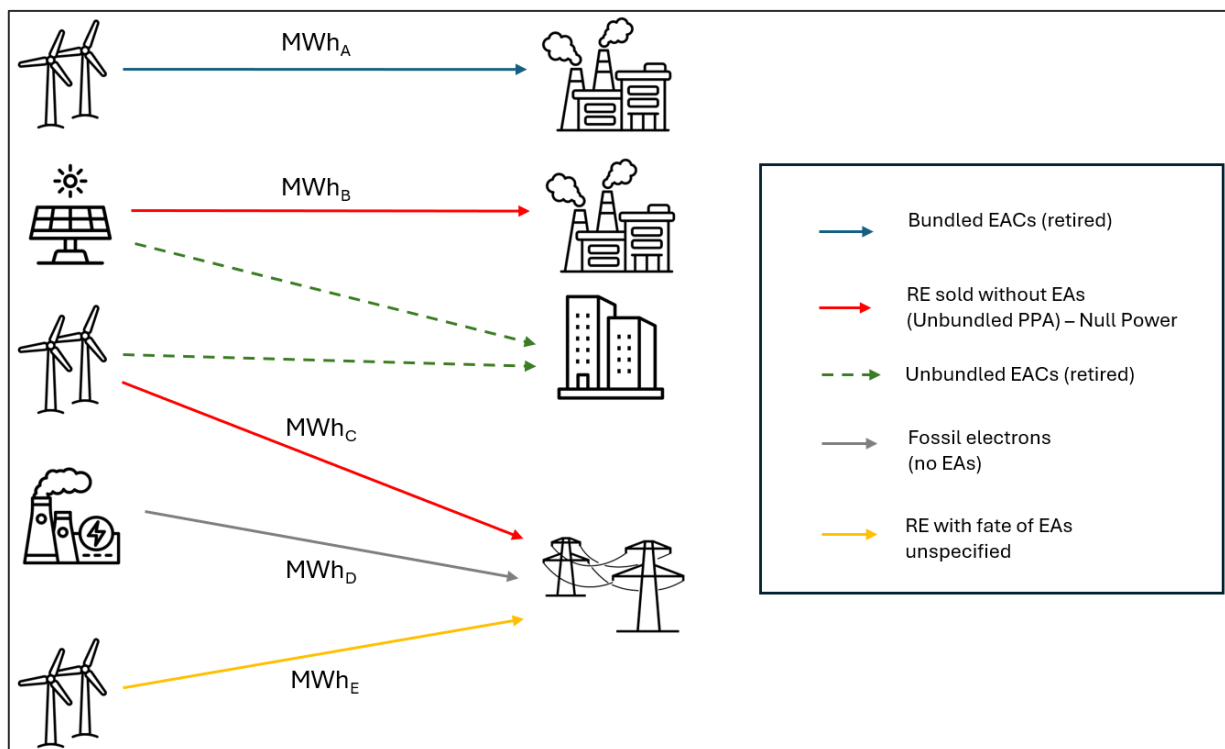 MWhA
MWhB
MWhC
MWhD
MWhE
Bundled EACs (retired)
RE sold without EAs
(Unbundled PPA) – Null Power
Unbundled EACs (retired)
Fossil electrons
(no EAs)
RE with fate of EAs
unspecified